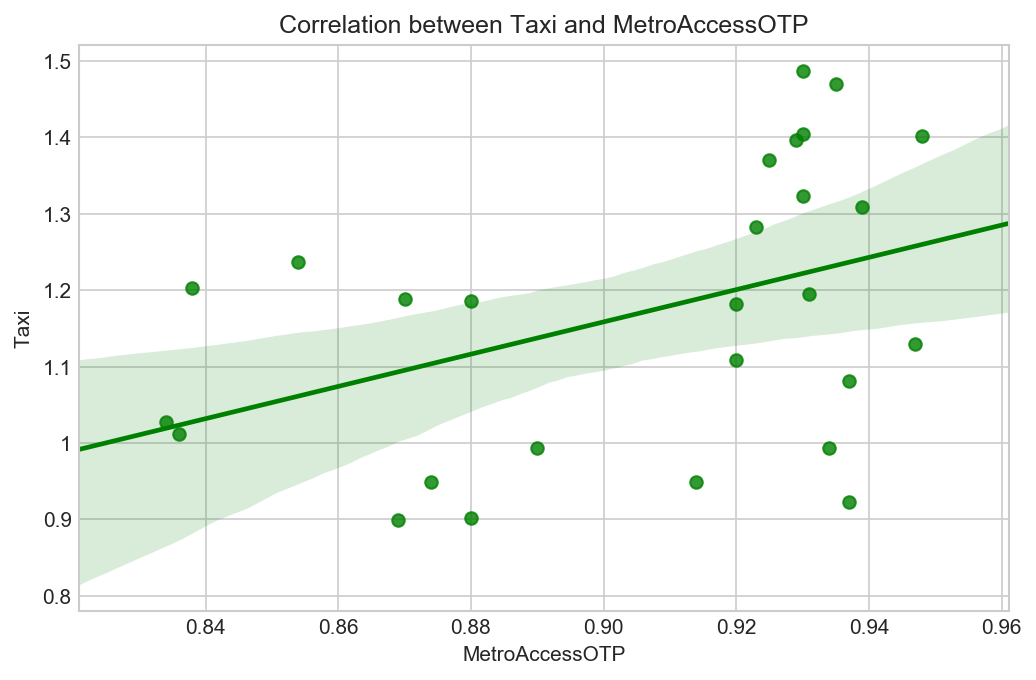 Correlation between Taxi and MetroAccessOTP
1.5
1.4
1.3
1.2
1.1
1
0.9
0.8
Taxi
0.84 0.86 0.88 0.90 0.92 0.94 0.96
MetroAccessOTP